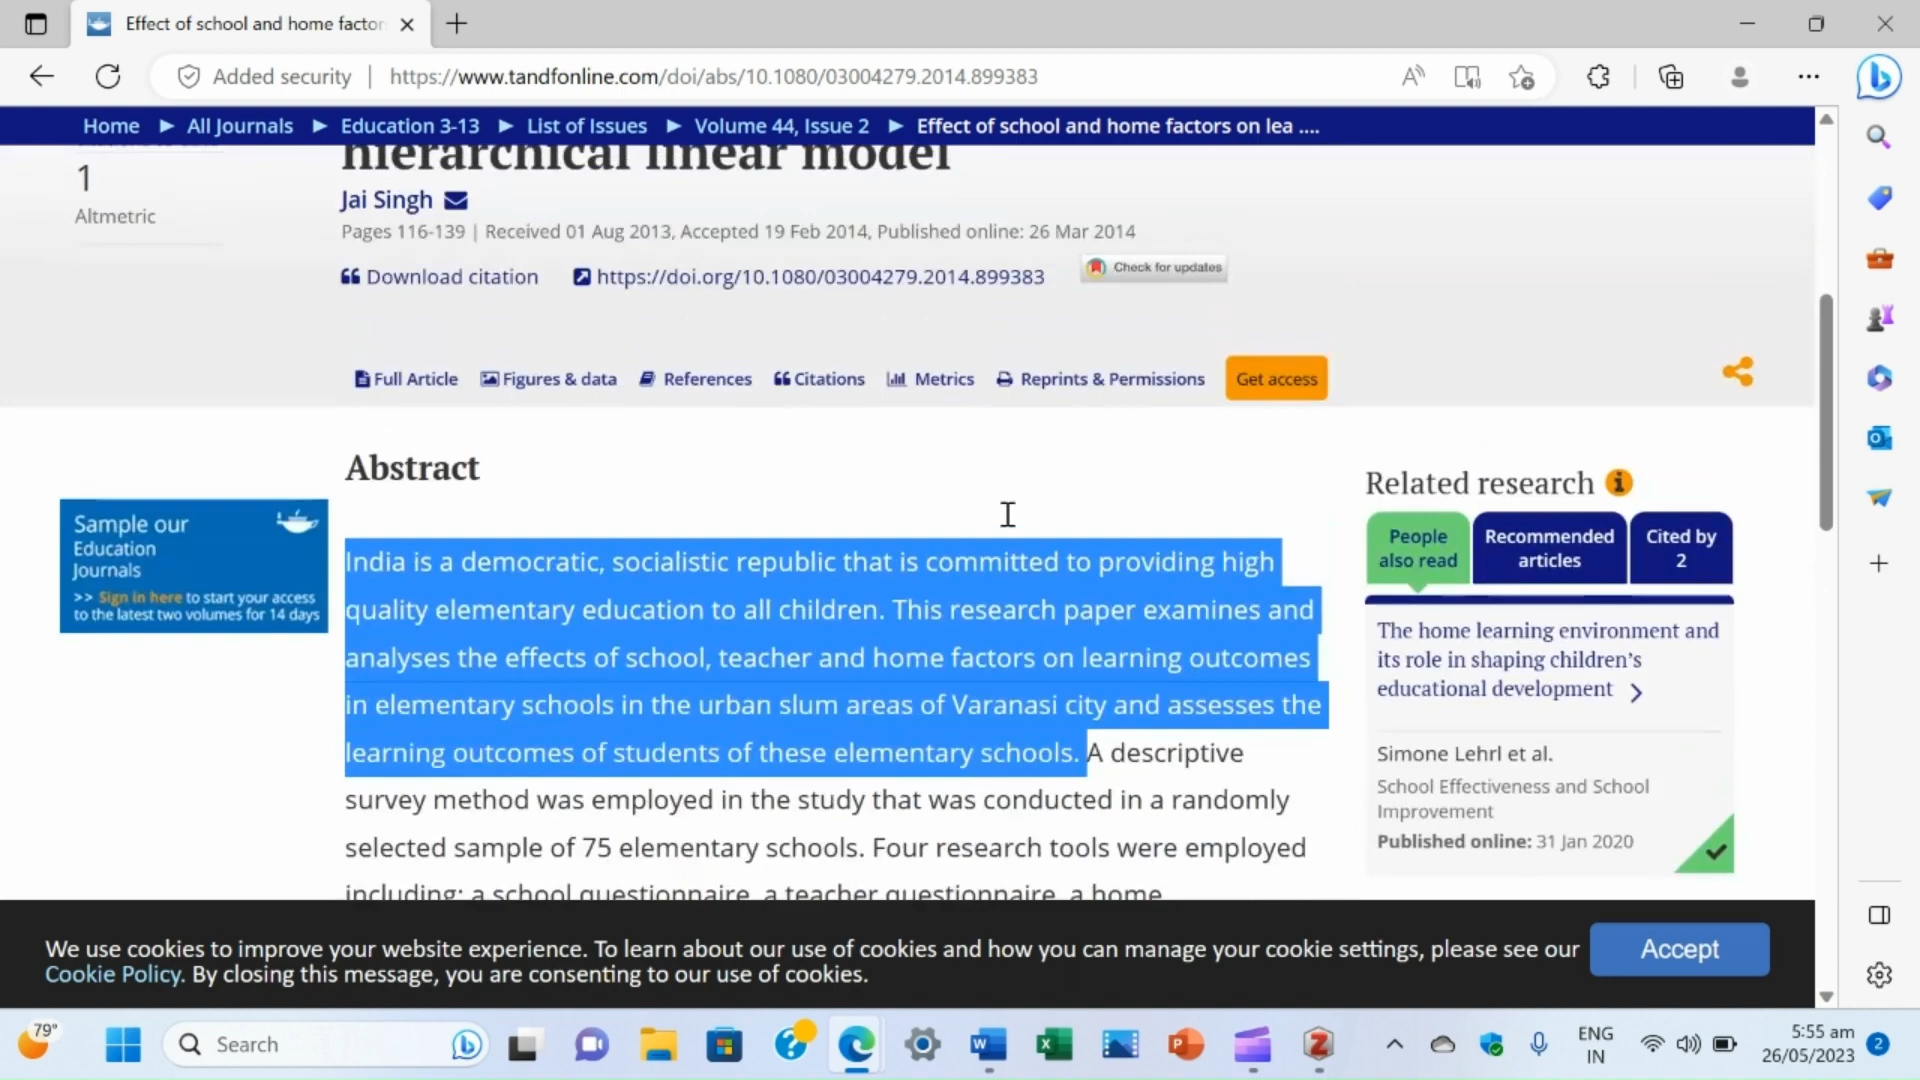 Effect of school and home factor
Added security
https://www.tandfonline.com/doi/abs/10.1080/03004279.2014.899383
Home ▶ All Journals ▶ Education 3-13 ▶ List of Issues ▶ Volume 44, Issue 2 ▶ Effect of school and home factors on lea ....
hierarchical linear model
1
Altmetric
Jai Singh
Pages 116-139 | Received 01 Aug 2013, Accepted 19 Feb 2014, Published online: 26 Mar 2014
Download citation
https://doi.org/10.1080/03004279.2014.899383
Check for updates
Full Article
Figures & data
References
Citations
Metrics
Reprints & Permissions
Get access
Abstract
Sample our
Education
Journals
>> Sign in here to start your access
to the latest two volumes for 14 days
India is a democratic, socialistic republic that is committed to providing high
quality elementary education to all children. This research paper examines and
analyses the effects of school, teacher and home factors on learning outcomes
in elementary schools in the urban slum areas of Varanasi city and assesses the
learning outcomes of students of these elementary schools. A descriptive
survey method was employed in the study that was conducted in a randomly
selected sample of 75 elementary schools. Four research tools were employed
including: a school questionnaire, a teacher questionnaire, a home
Related research
People
also read
Recommended
articles
Cited by
2
The home learning environment and
its role in shaping children's
educational development
Simone Lehrl et al.
School Effectiveness and School
Improvement
Published online: 31 Jan 2020
We use cookies to improve your website experience. To learn about our use of cookies and how you can manage your cookie settings, please see our
Cookie Policy. By closing this message, you are consenting to our use of cookies.
Accept
79°
Search
ENG
IN
5:55 am
26/05/2023
2